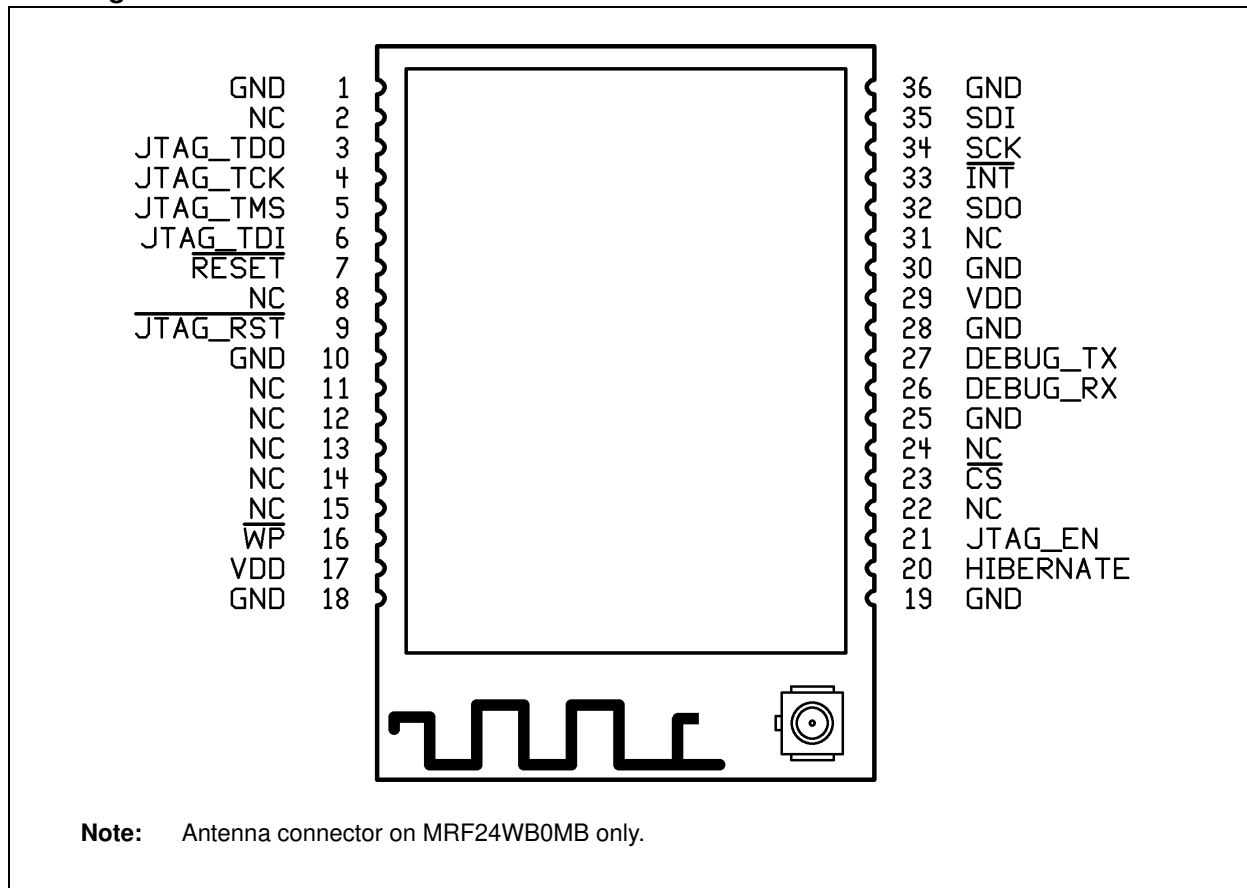 GND 1 36 GND
NC 2 35 SDI
JTAG_TDO 3 34 SCK
JTAG_TCK 4 33 INT
JTAG_TMS 5 32 SDO
JTAG_TDI 6 31 NC
RESET 7 30 GND
NC 8 29 VDD
JTAG_RST 9 28 GND
GND 10 27 DEBUG_TX
NC 11 26 DEBUG_RX
NC 12 25 GND
NC 13 24 NC
NC 14 23 CS
NC 15 22 NC
WP 16 21 JTAG_EN
VDD 17 20 HIBERNATE
GND 18 19 GND
Note: Antenna connector on MRF24WB0MB only.